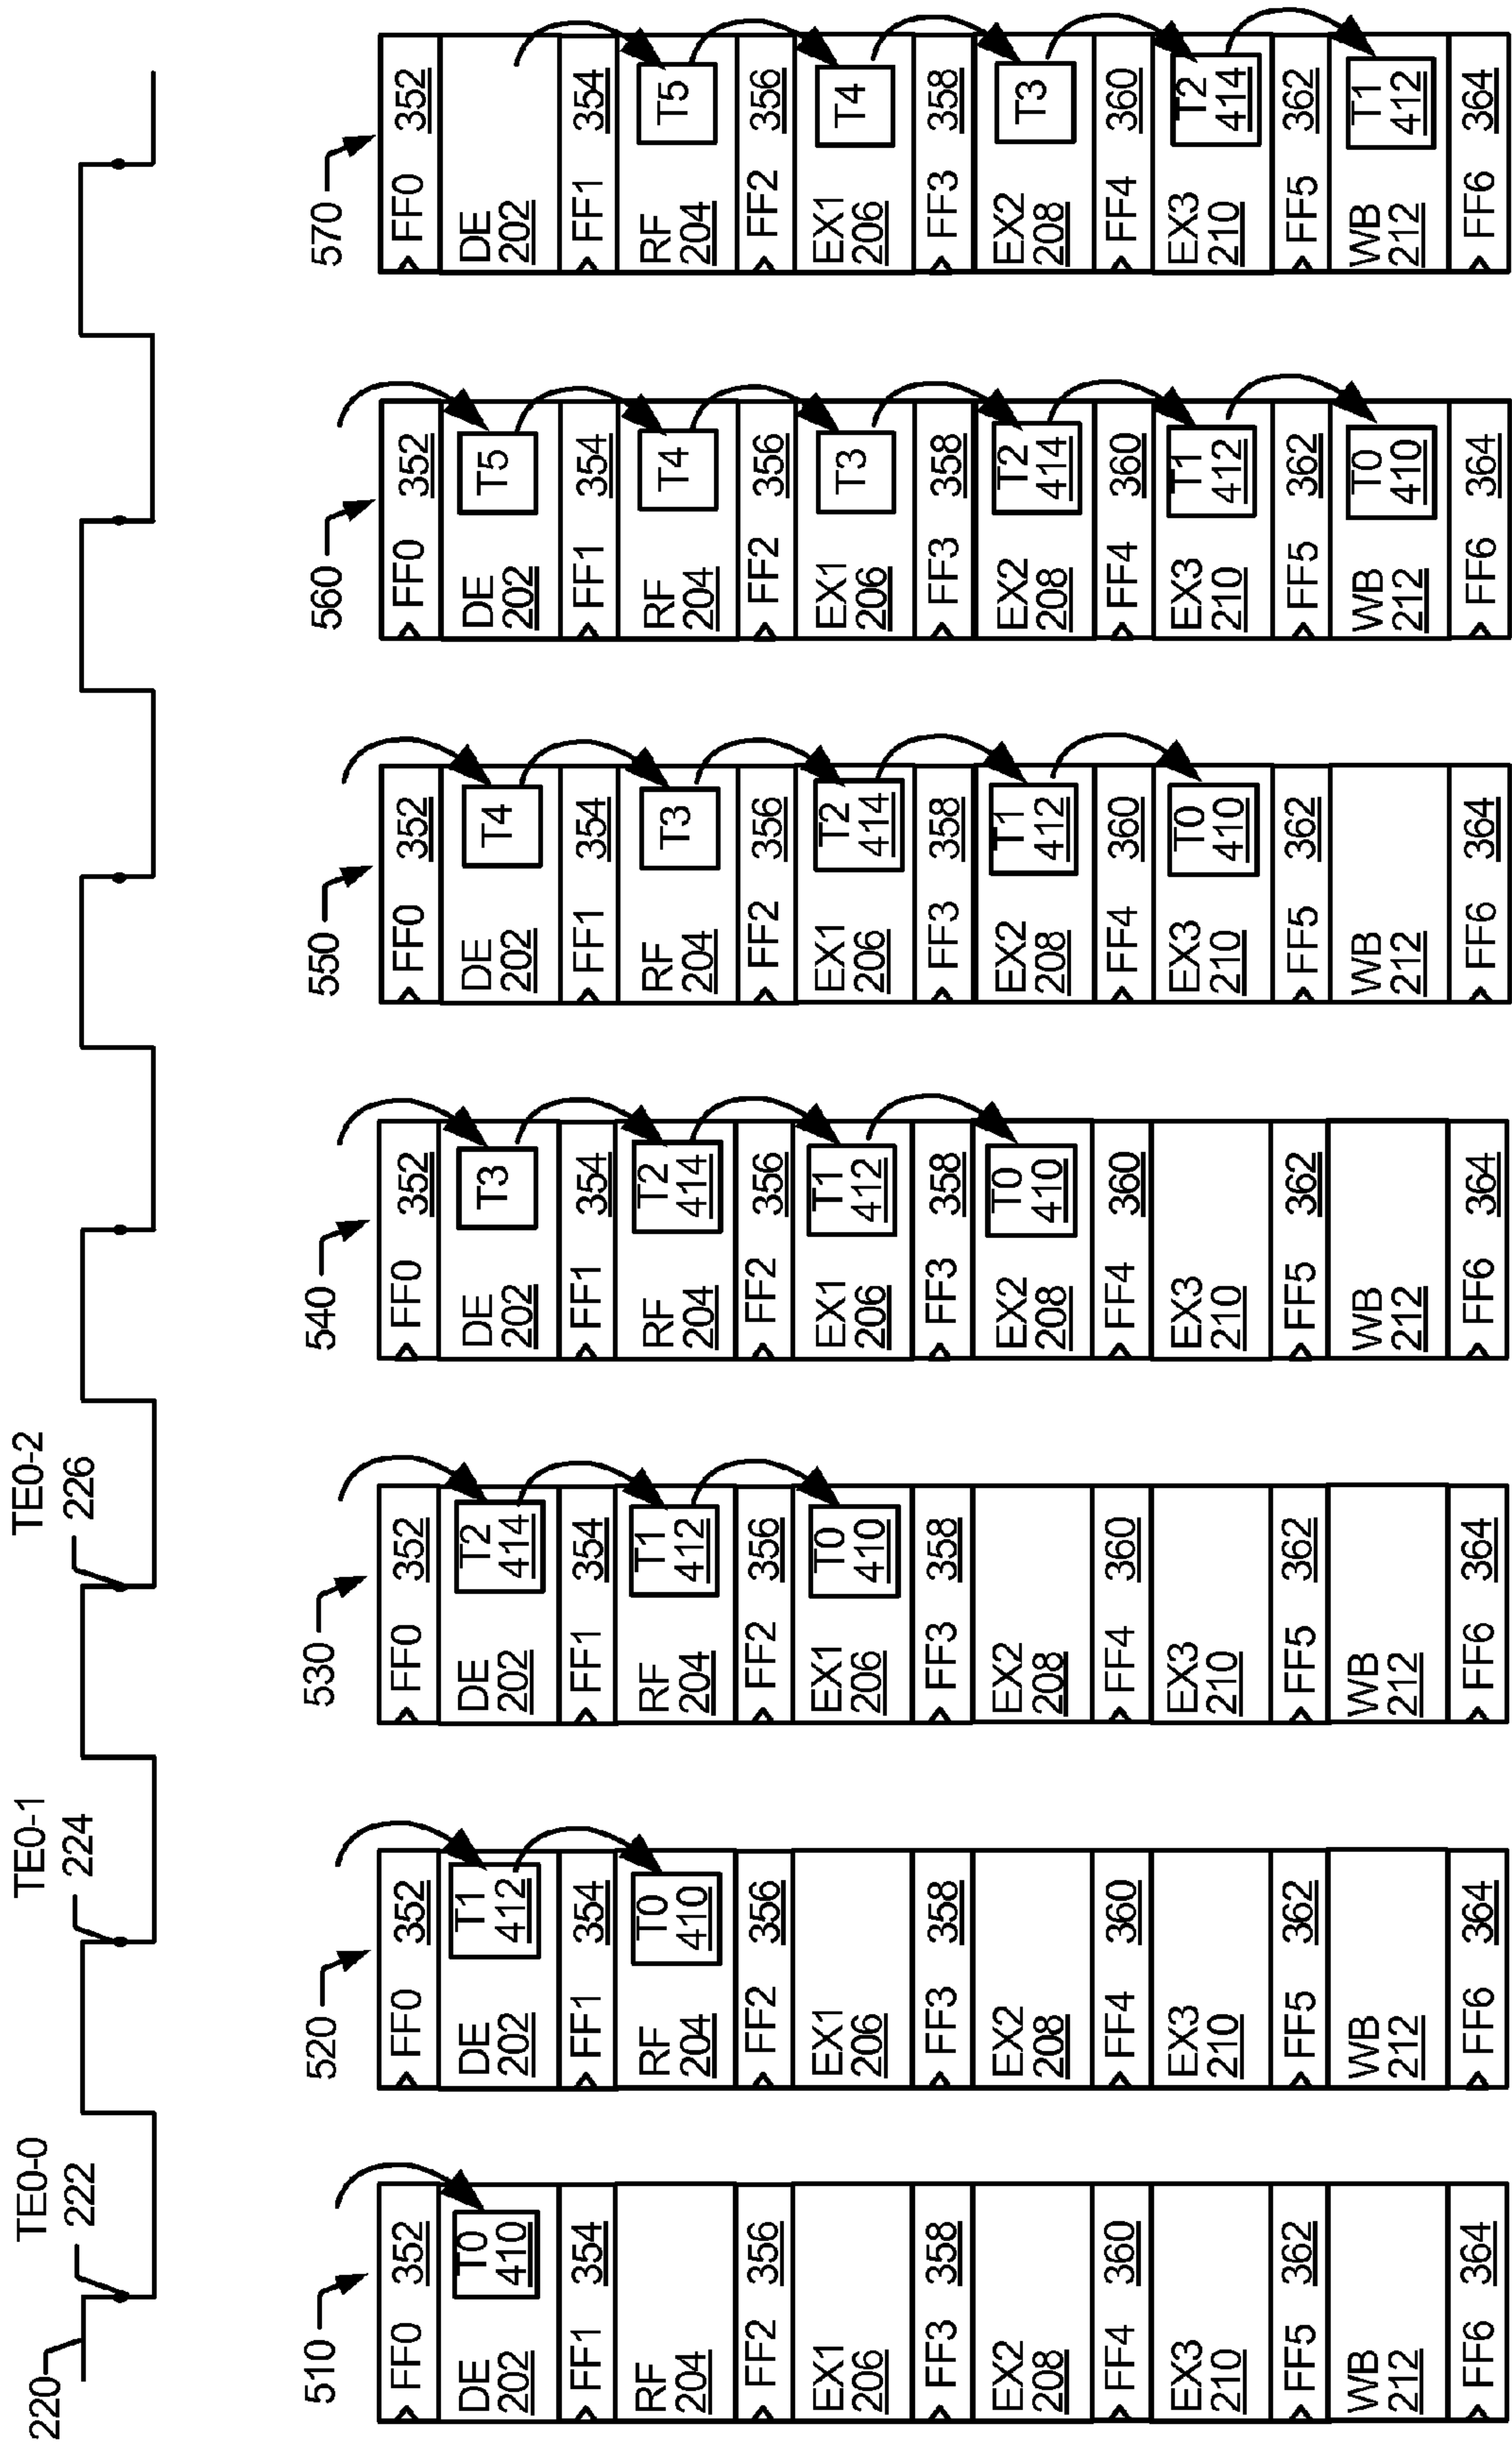 220
TE0-0
222
TE0-1
224
TE0-2
226
510
FF0 352
DE
202
T0
410
FF1 354
RF
204
FF2 356
EX1
206
FF3 358
EX2
208
FF4 360
EX3
210
FF5 362
WB
212
FF6 364
520
FF0 352
DE
202
T1
412
FF1 354
RF
204
T0
410
FF2 356
EX1
206
FF3 358
EX2
208
FF4 360
EX3
210
FF5 362
WB
212
FF6 364
530
FF0 352
DE
202
T2
414
FF1 354
RF
204
T1
412
FF2 356
EX1
206
T0
410
FF3 358
EX2
208
FF4 360
EX3
210
FF5 362
WB
212
FF6 364
540
FF0 352
DE
202
T3
FF1 354
RF
204
T2
414
FF2 356
EX1
206
T1
412
FF3 358
EX2
208
T0
410
FF4 360
EX3
210
FF5 362
WB
212
FF6 364
550
FF0 352
DE
202
T4
FF1 354
RF
204
T3
FF2 356
EX1
206
T2
414
FF3 358
EX2
208
T1
412
FF4 360
EX3
210
T0
410
FF5 362
WB
212
FF6 364
560
FF0 352
DE
202
T5
FF1 354
RF
204
T4
FF2 356
EX1
206
T3
FF3 358
EX2
208
T2
414
FF4 360
EX3
210
T1
412
FF5 362
WB
212
T0
410
FF6 364
570
FF0 352
DE
202
FF1 354
RF
204
T5
FF2 356
EX1
206
T4
FF3 358
EX2
208
T3
FF4 360
EX3
210
T2
414
FF5 362
WB
212
T1
412
FF6 364